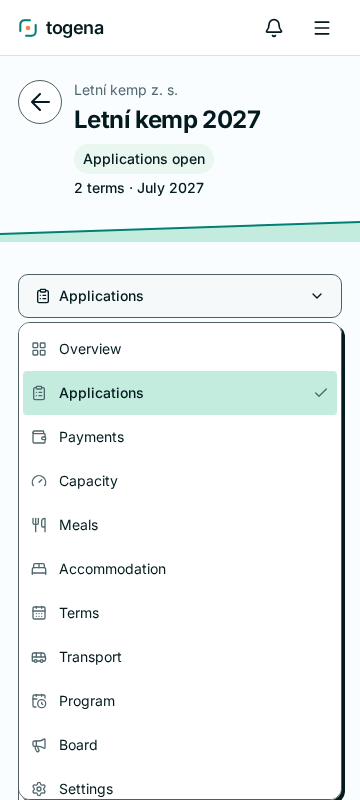 togena
Letní kemp z. s.
Letní kemp 2027
Applications open
2 terms · July 2027
Applications
Overview
Applications
Payments
Capacity
Meals
Accommodation
Terms
Transport
Program
Board
Settings